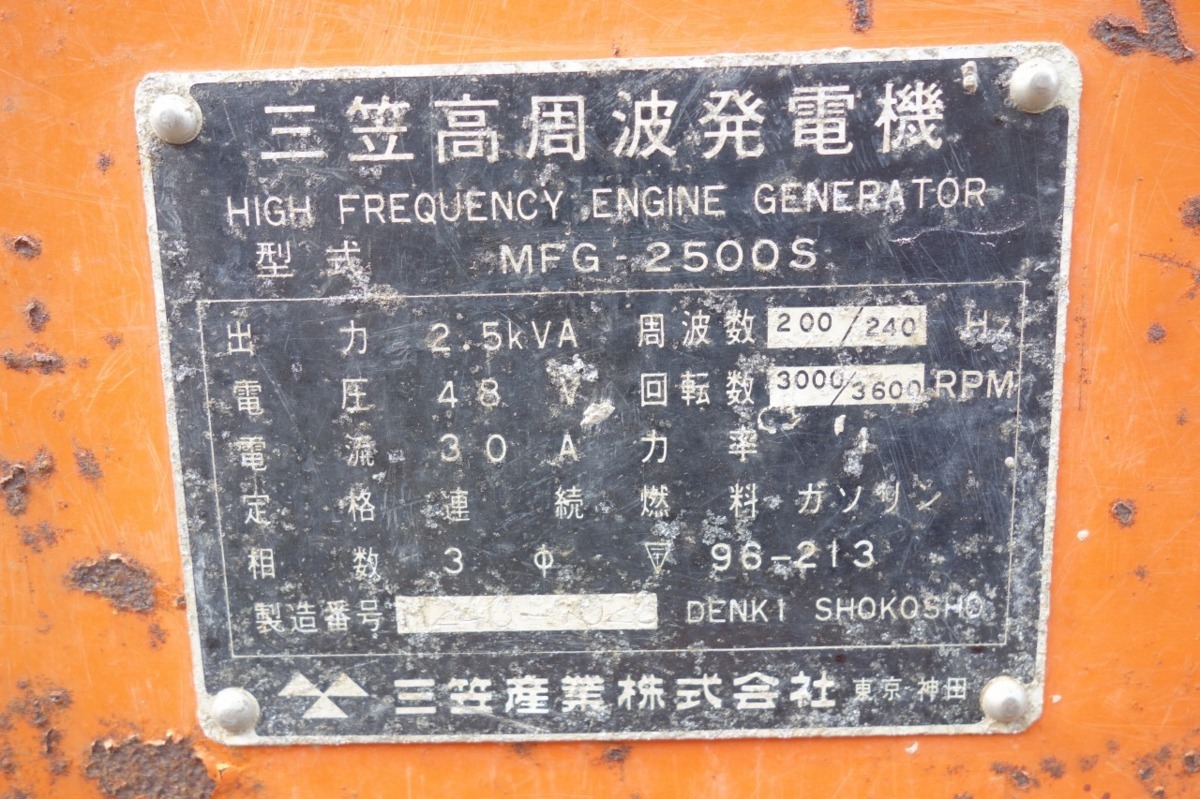 三笠高周波発電機
HIGH FREQUENCY ENGINE GENERATOR
型式 MFG-2500S
出力 2.5kVA 周波数 200/240 Hz
電圧 48 V 回転数 3000/3600 RPM
電流 30 A 力率 1
定格 連続 燃料 ガソリン
相数 3 φ 〒 96-213
製造番号 DENKI SHOKOSHO
三笠産業株式会社 東京・神田